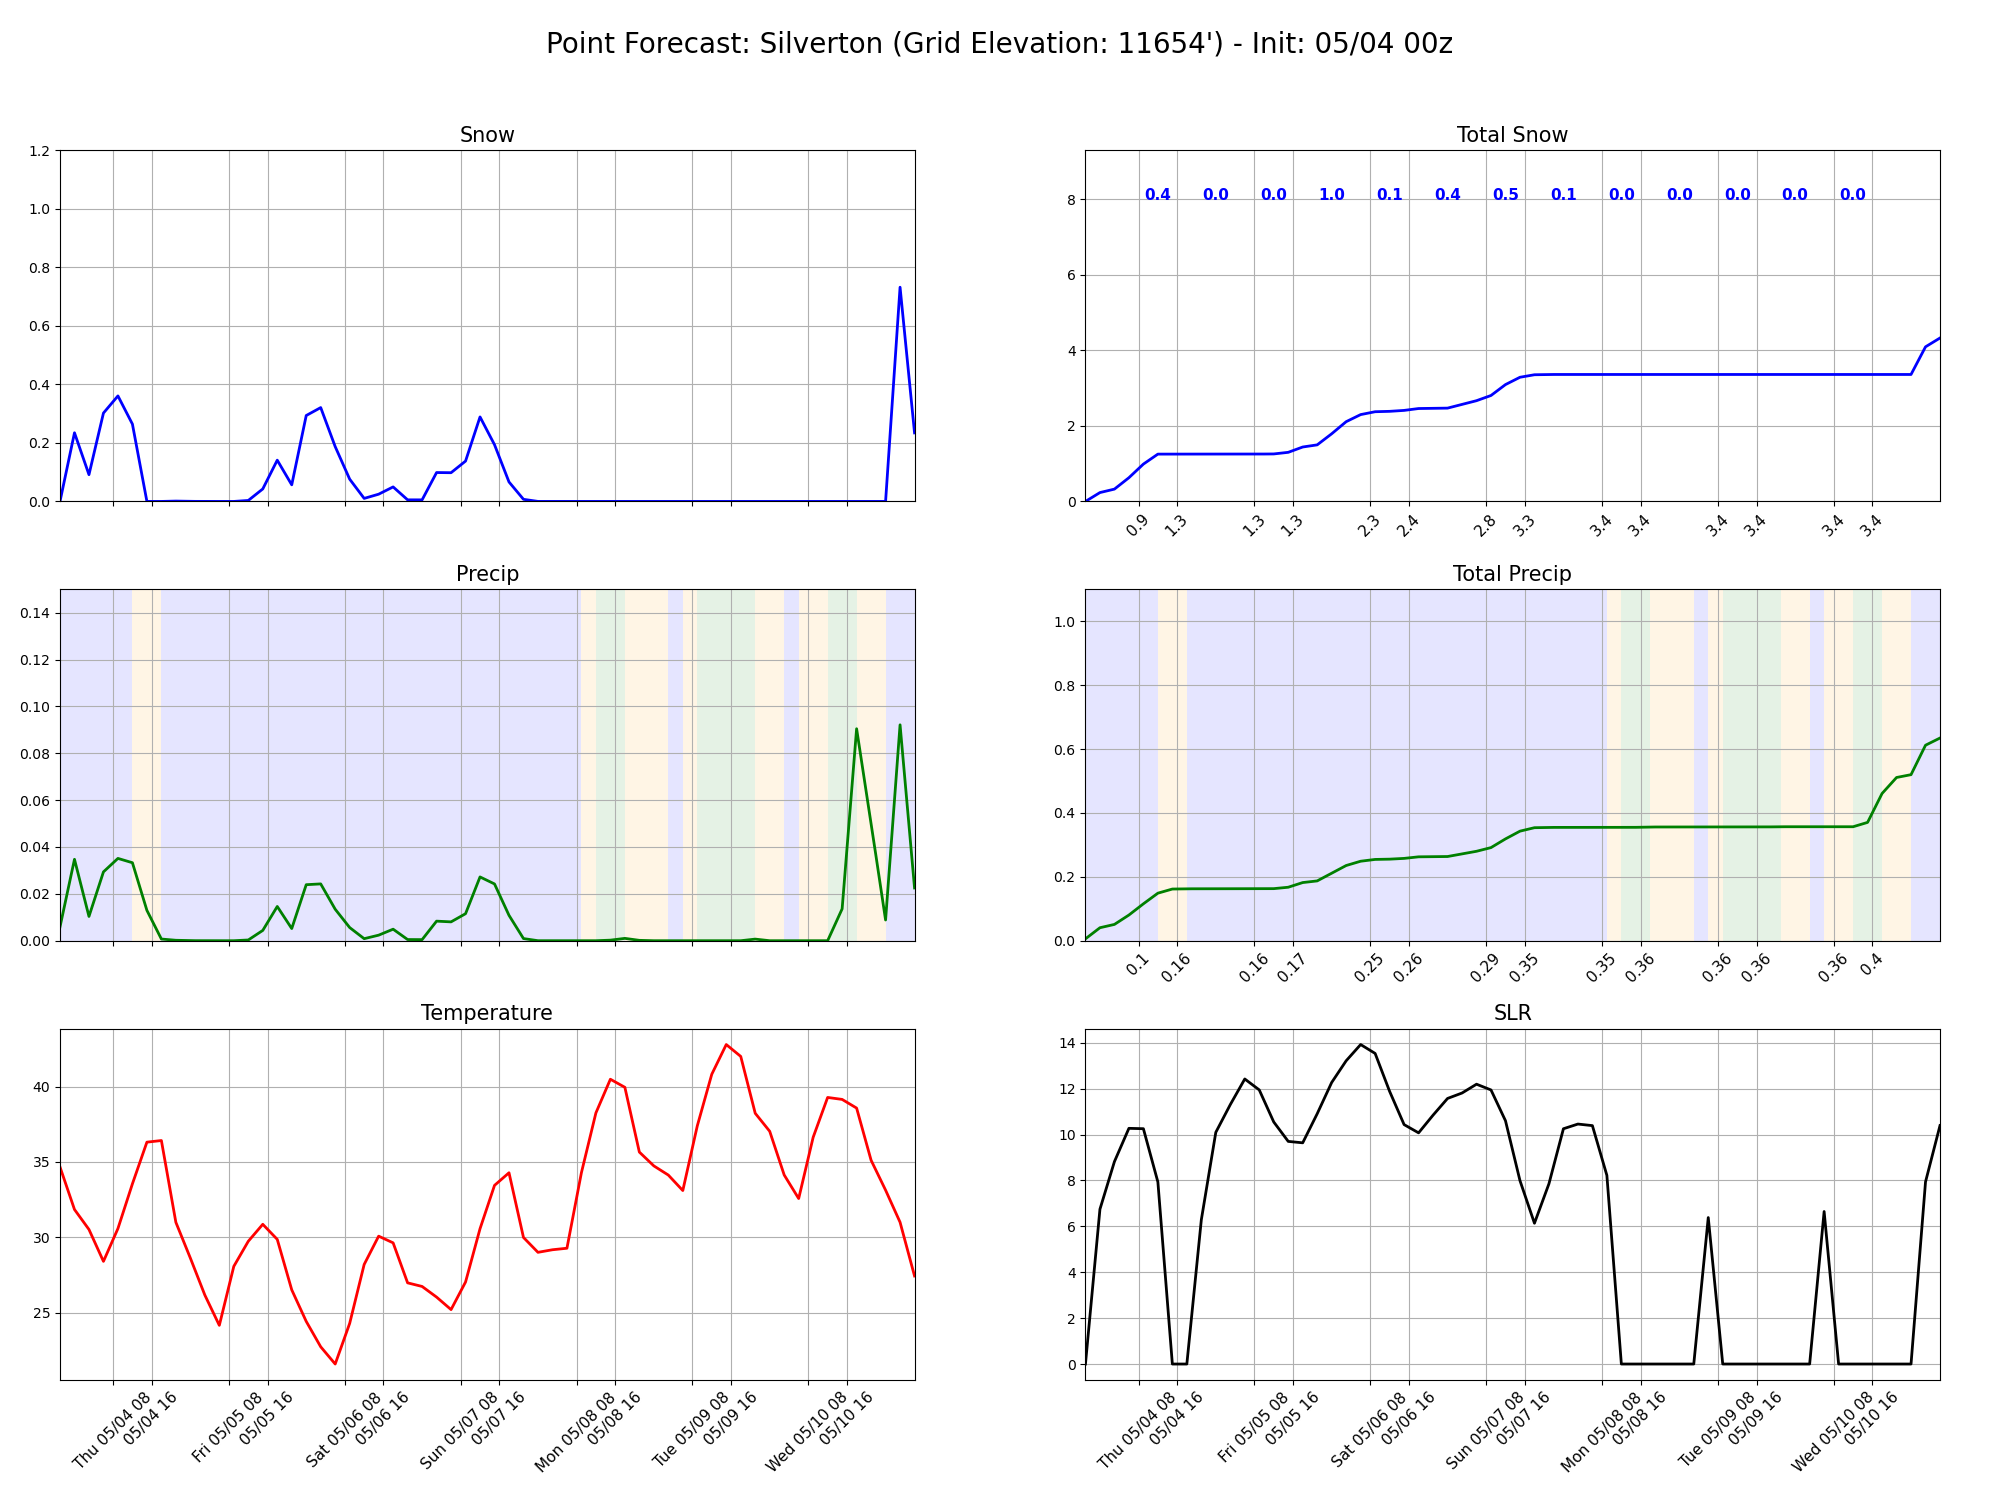 Point Forecast: Silverton (Grid Elevation: 11654') - Init: 05/04 00z
Snow
1.2
1.0
0.8
0.6
0.4
0.2
0.0
Total Snow
8
6
4
2
0
0.4 0.0 0.0 1.0 0.1 0.4 0.5 0.1 0.0 0.0 0.0 0.0 0.0
0.9 1.3 1.3 1.3 2.3 2.4 2.8 3.3 3.4 3.4 3.4 3.4 3.4 3.4
Precip
0.14
0.12
0.10
0.08
0.06
0.04
0.02
0.00
Total Precip
1.0
0.8
0.6
0.4
0.2
0.0
0.1 0.16 0.16 0.17 0.25 0.26 0.29 0.35 0.35 0.36 0.36 0.36 0.36 0.4
Temperature
40
35
30
25
Thu 05/04 08
05/04 16
Fri 05/05 08
05/05 16
Sat 05/06 08
05/06 16
Sun 05/07 08
05/07 16
Mon 05/08 08
05/08 16
Tue 05/09 08
05/09 16
Wed 05/10 08
05/10 16
SLR
14
12
10
8
6
4
2
0
Thu 05/04 08
05/04 16
Fri 05/05 08
05/05 16
Sat 05/06 08
05/06 16
Sun 05/07 08
05/07 16
Mon 05/08 08
05/08 16
Tue 05/09 08
05/09 16
Wed 05/10 08
05/10 16